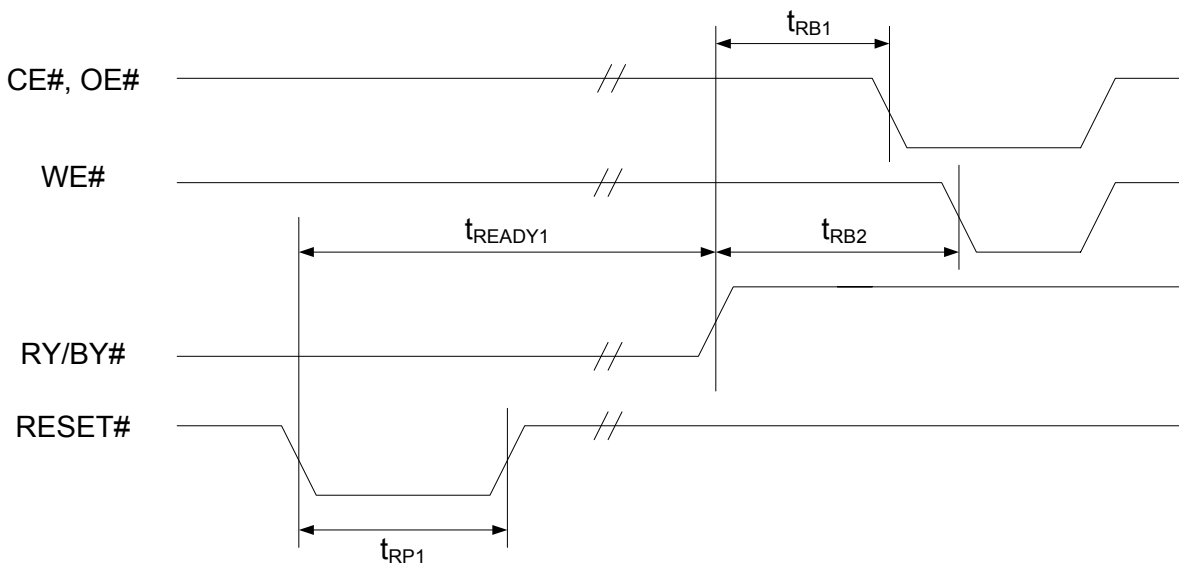 tRB1
CE#, OE#
WE#
tREADY1
tRB2
RY/BY#
RESET#
tRP1